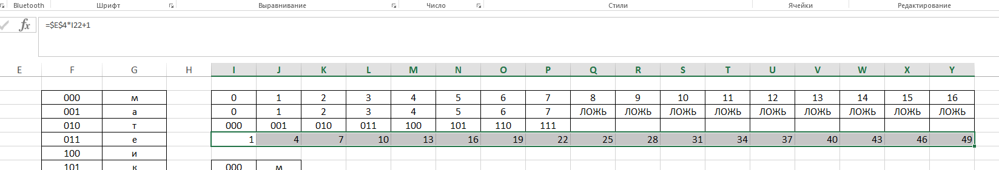 Bluetooth Шрифт Выравнивание Число Стили Ячейки Редактирование
fx =$E$4*I22+1
E F G H I J K L M N O P Q R S T U V W X Y
000 м 0 1 2 3 4 5 6 7 8 9 10 11 12 13 14 15 16
001 а 0 1 2 3 4 5 6 7 ЛОЖЬ ЛОЖЬ ЛОЖЬ ЛОЖЬ ЛОЖЬ ЛОЖЬ ЛОЖЬ ЛОЖЬ ЛОЖЬ
010 т 000 001 010 011 100 101 110 111
011 е 1 4 7 10 13 16 19 22 25 28 31 34 37 40 43 46 49
100 и
101 к 000 м